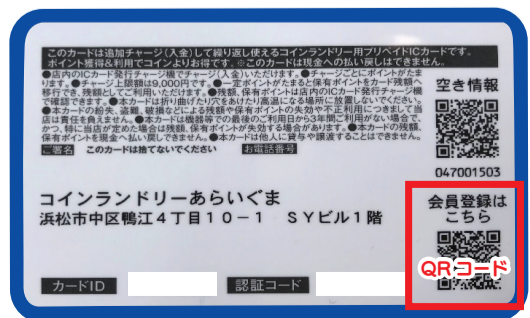 このカードは追加チャージ(入金)して繰り返し使えるコインランドリー用プリペイドICカードです。
ポイント獲得&利用でコインよりお得です。※このカードは現金への払い戻しはできません。
●店内のICカード発行チャージ機でチャージ(入金)いただけます。●チャージごとにポイントがたま
ります。●チャージ上限額は9,000円です。●一定ポイントがたまると保有ポイントをカード残額へ
移行でき、残額としてご利用いただけます。●残額、保有ポイントは店内のICカード発行チャージ機
で確認できます。●本カードは折り曲げたり穴をあけたり高温になる場所に放置しないでください。
●本カードの紛失、盗難、破損などによる残額や保有ポイントの失効や不正利用につきまして当
店は責任を負えません。●本カードは機器等での最後のご利用日から3年間ご利用がない場合で、
かつ、特に当店が定めた場合は残額、保有ポイントが失効する場合があります。●本カードの残額、
保有ポイントを現金へ払い戻しできません。●本カードは他人に貸与や譲渡することはできません。
ご署名 このカードは捨てないでください お電話番号
空き情報
047001503
コインランドリーあらいぐま
浜松市中区鴨江4丁目10-1 SYビル1階
会員登録は
こちら
QRコード
カードID 認証コード